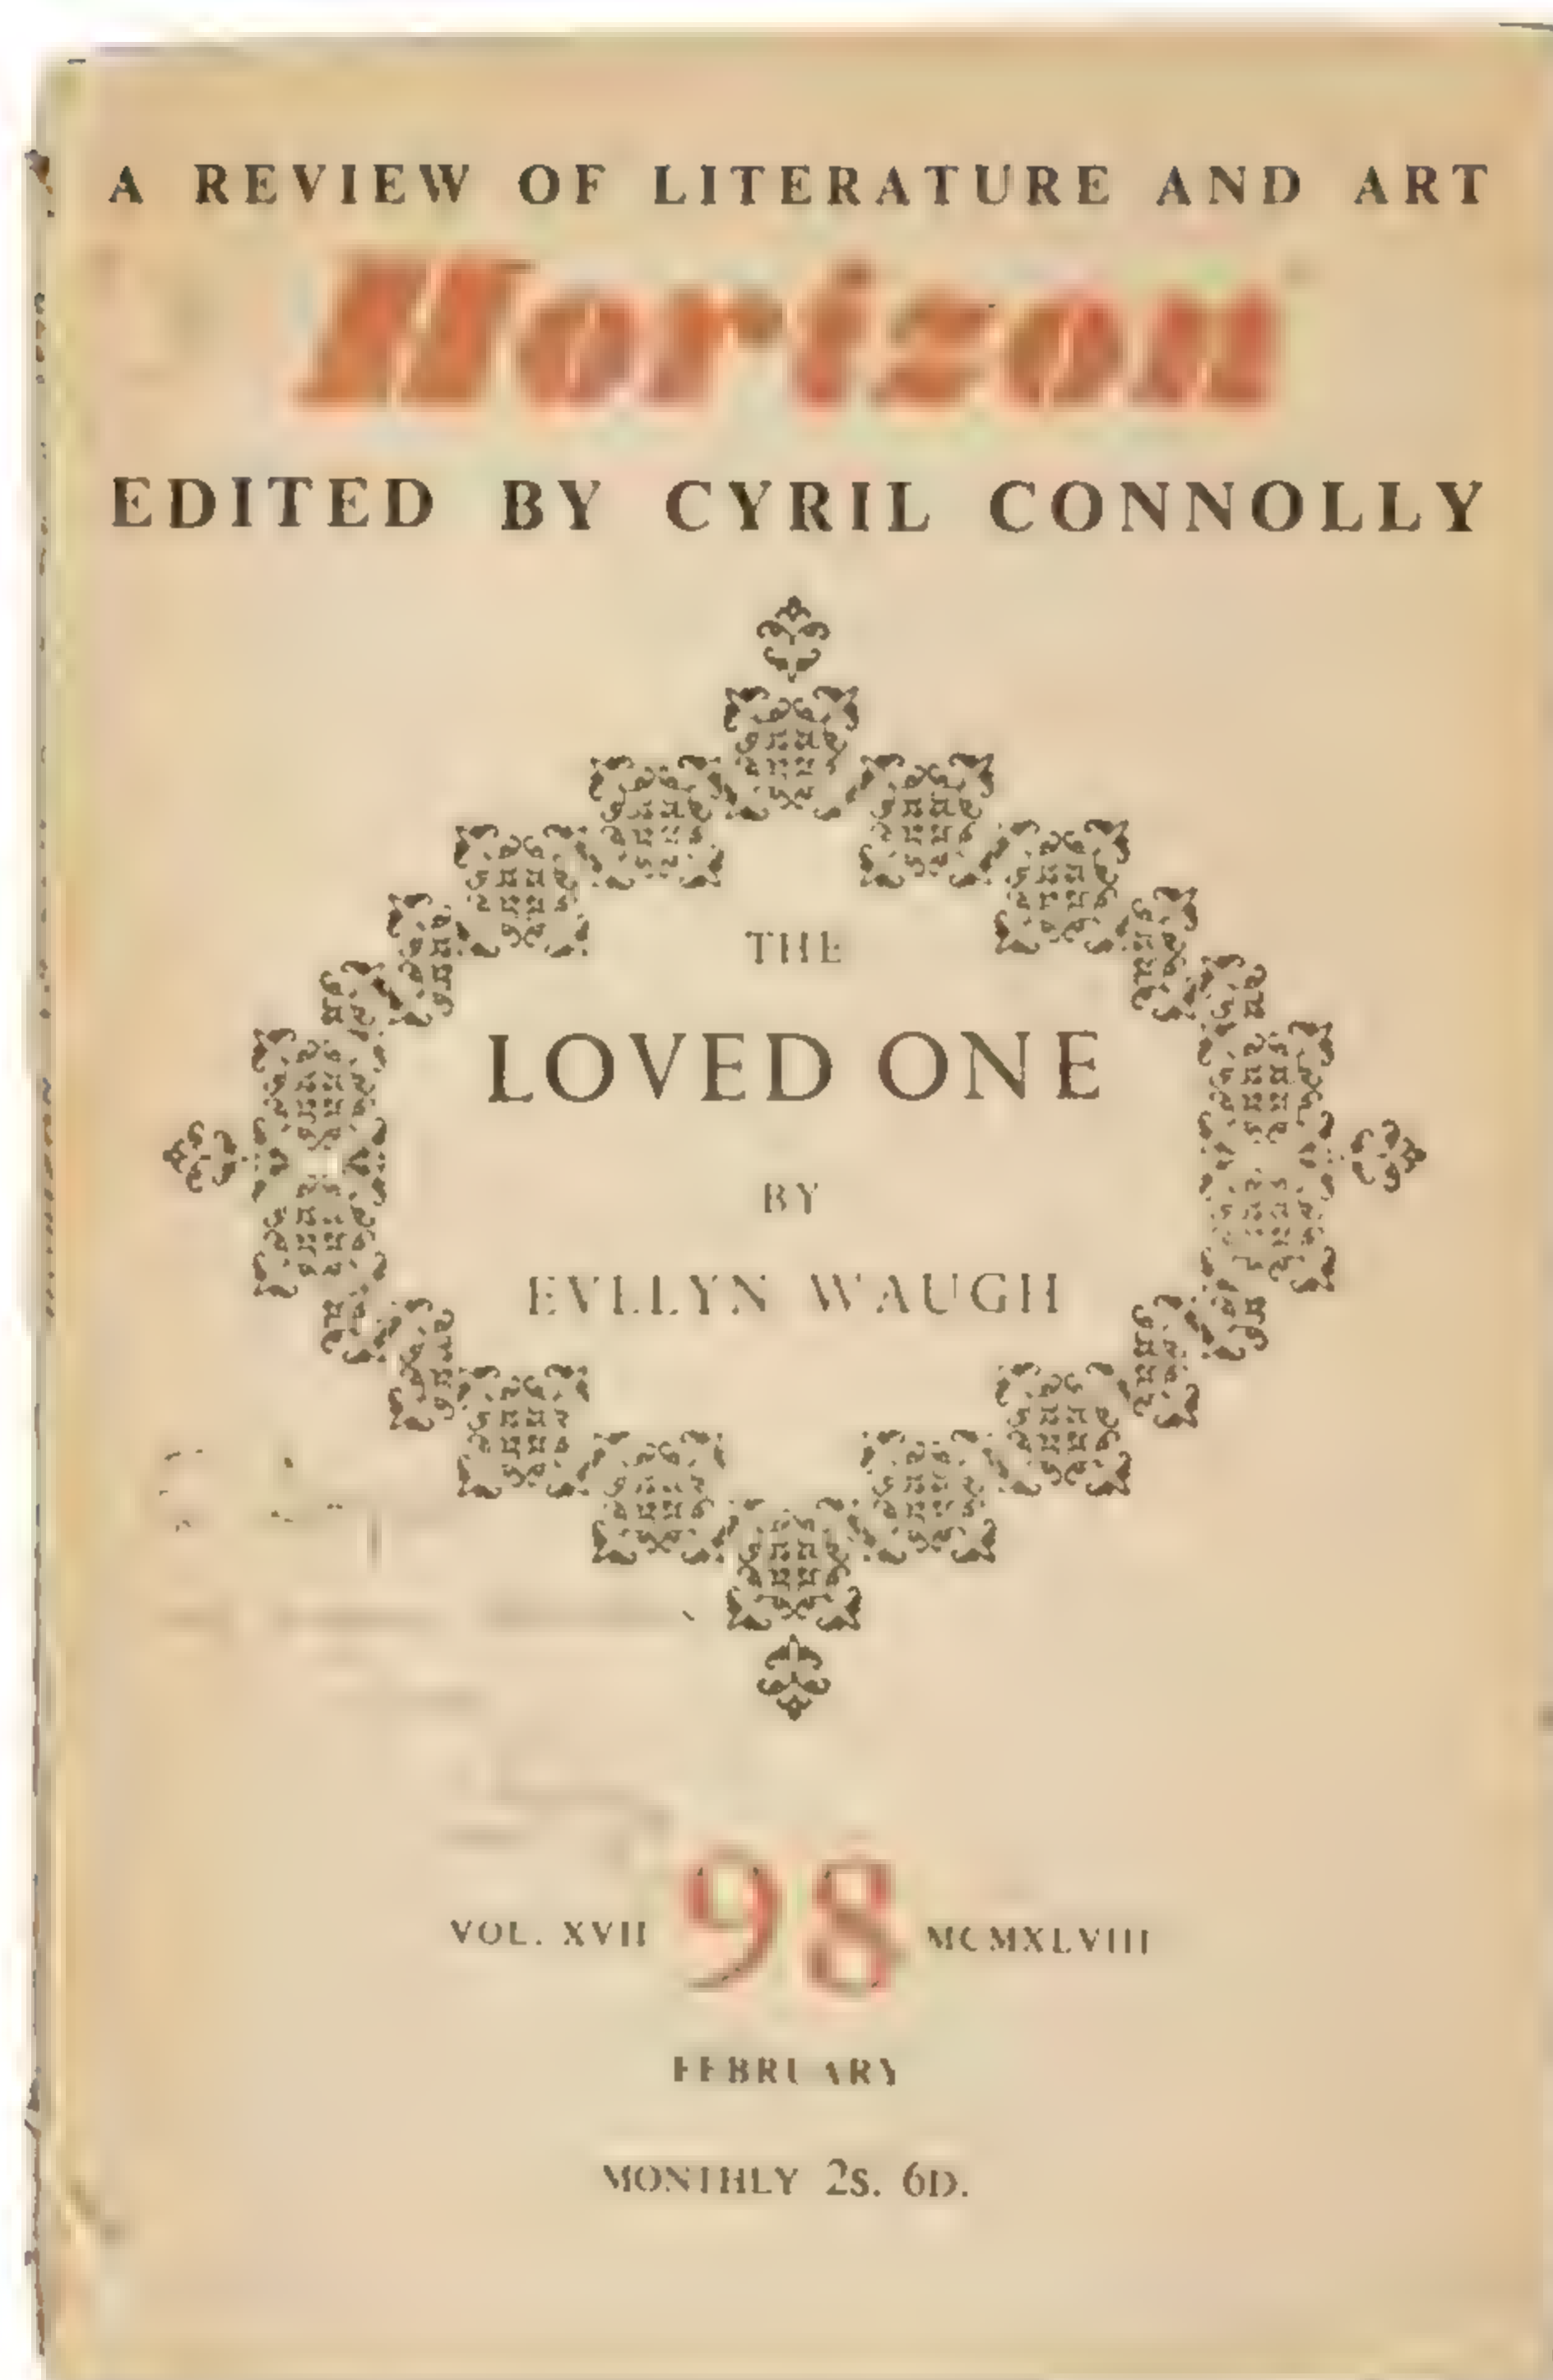 A REVIEW OF LITERATURE AND ART
Horizon
EDITED BY CYRIL CONNOLLY
THE
LOVED ONE
BY
EVELYN WAUGH
VOL. XVII 98 MCMXLVIII
FEBRUARY
MONTHLY 2S. 6D.